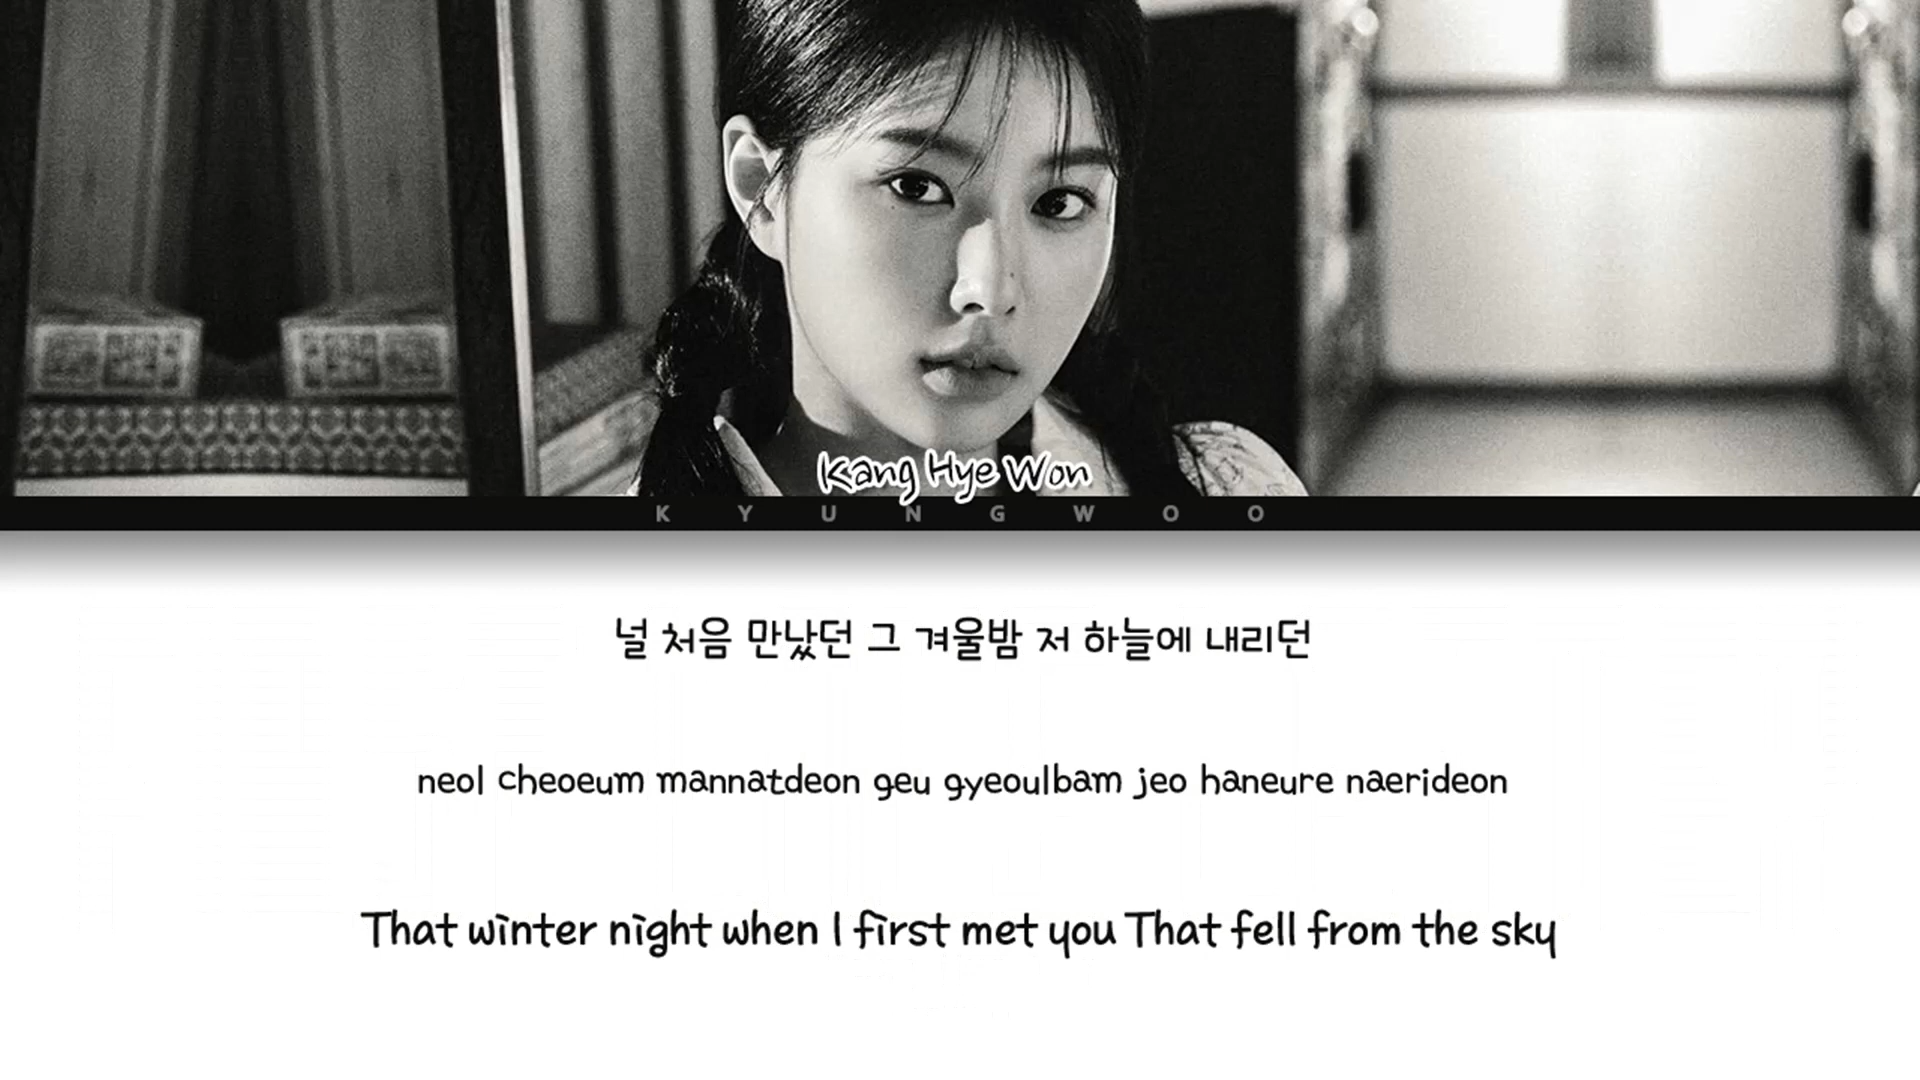 Kang Hye Won
KYUNGWOO
널 처음 만났던 그 겨울밤 저 하늘에 내리던
neol cheoeum mannatdeon geu gyeoulbam jeo haneure naerideon
That winter night when I first met you That fell from the sky